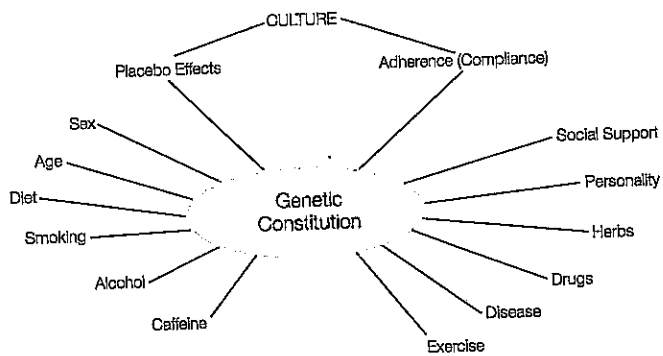 CULTURE
Placebo Effects
Adherence (Compliance)
Sex
Social Support
Age
Personality
Diet
Genetic
Constitution
Herbs
Smoking
Drugs
Alcohol
Disease
Caffeine
Exercise